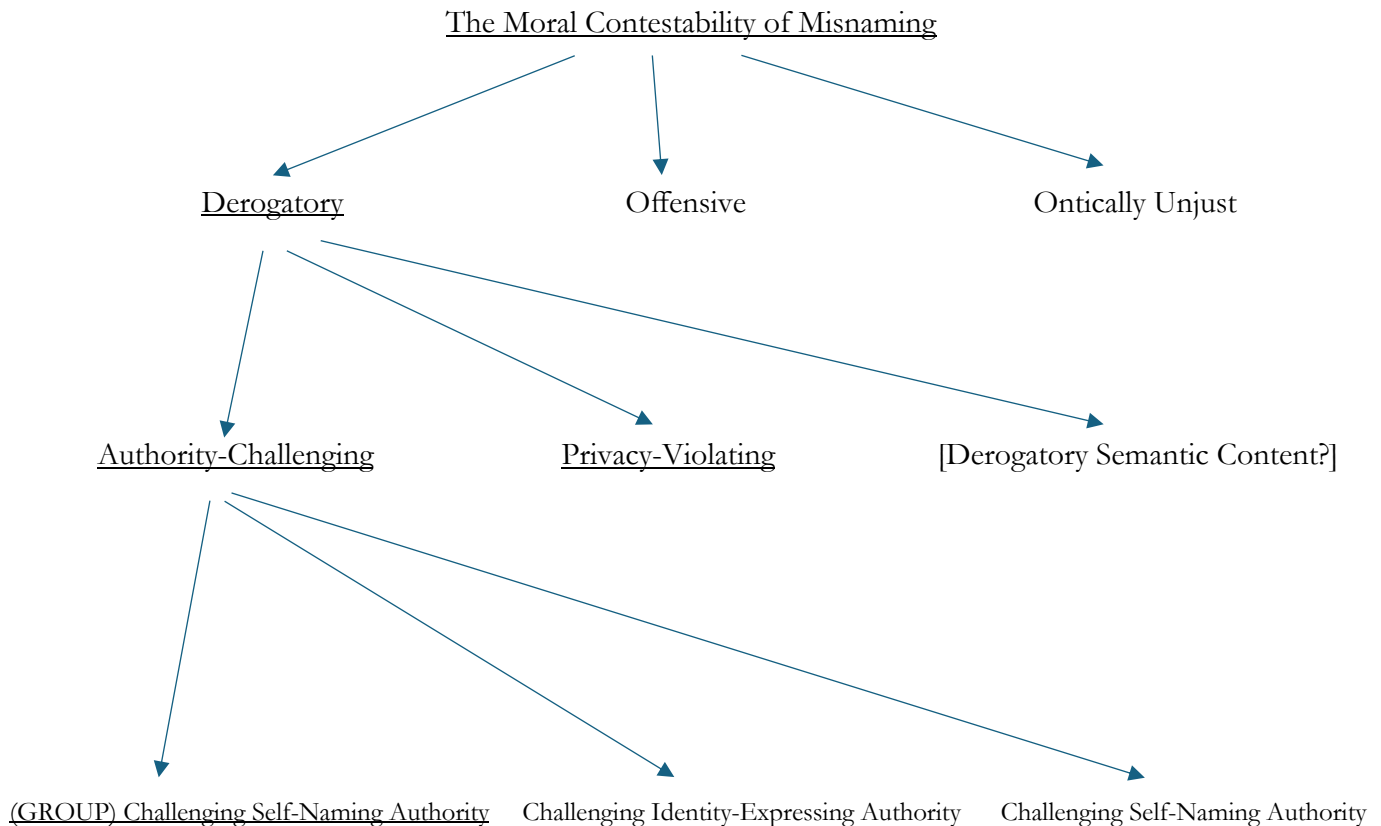 The Moral Contestability of Misnaming
Derogatory Offensive Ontically Unjust
Authority-Challenging Privacy-Violating [Derogatory Semantic Content?]
(GROUP) Challenging Self-Naming Authority Challenging Identity-Expressing Authority Challenging Self-Naming Authority